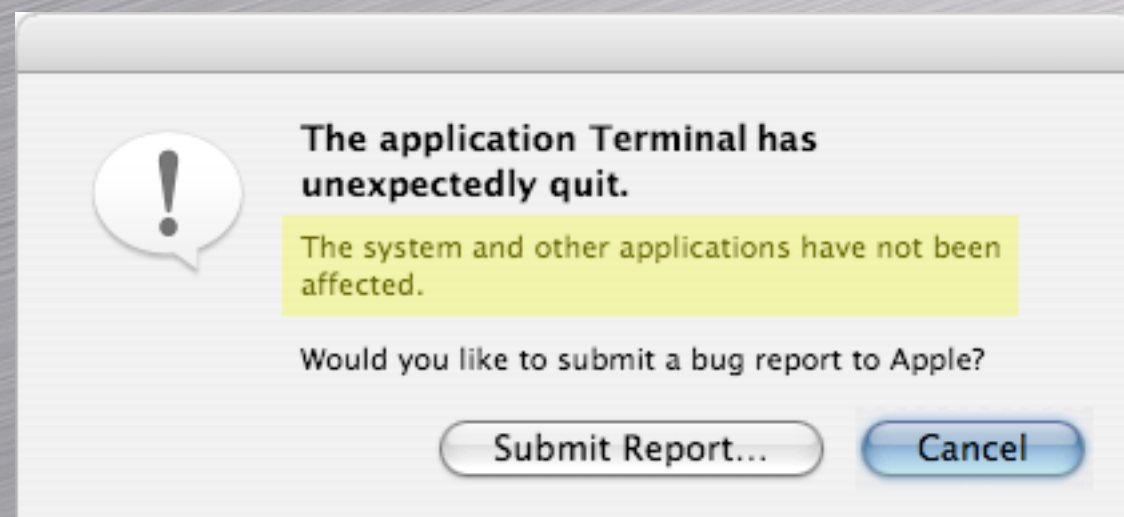 The application Terminal has
unexpectedly quit.
The system and other applications have not been
affected.
Would you like to submit a bug report to Apple?
Submit Report... Cancel